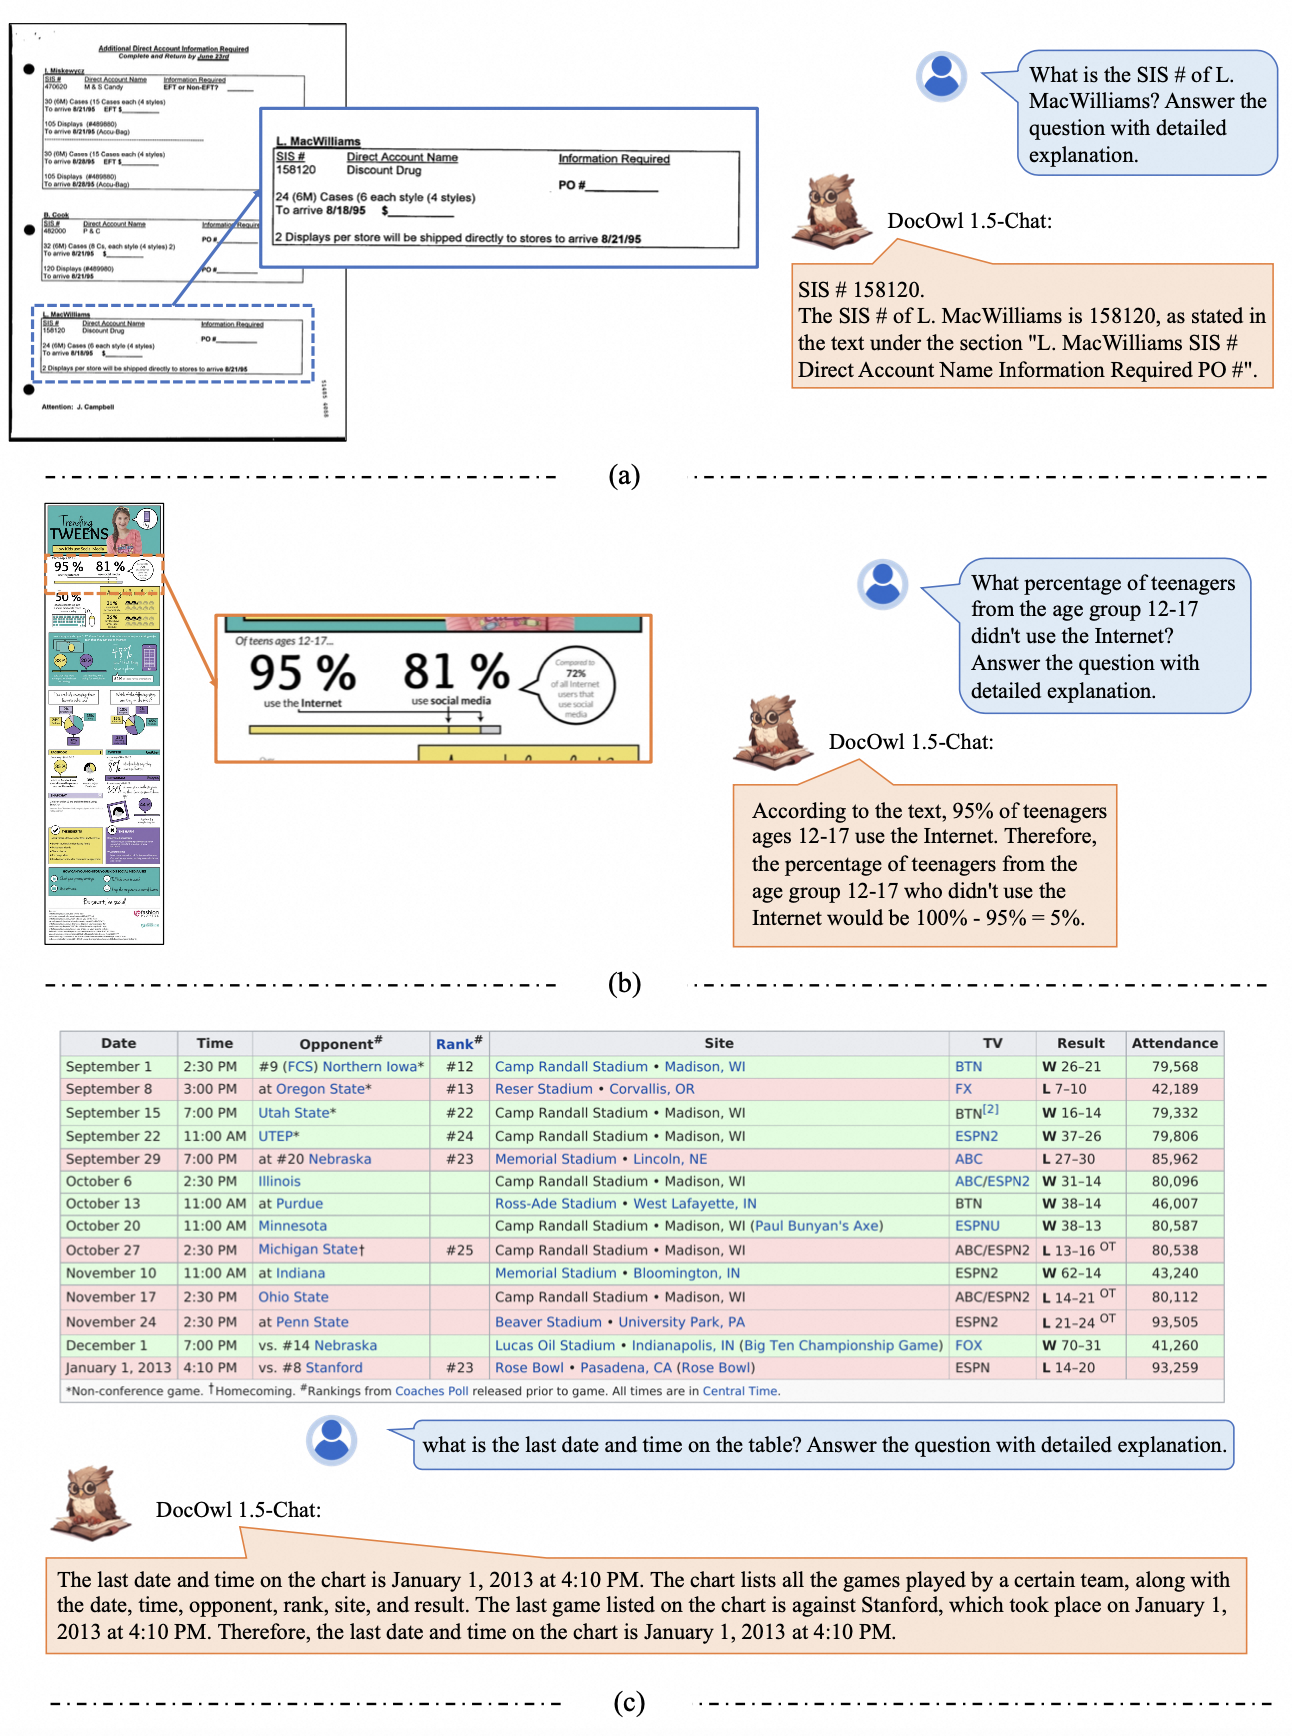 Additional Direct Account Information Required
Complete and Return by June 23rd
I. Miskewycz
SIS # Direct Account Name Information Required
470620 M & S Candy EFT or Non-EFT?
30 (6M) Cases (15 Cases each (4 styles)
To arrive 8/21/95 EFT $
105 Displays (#489880)
To arrive 8/21/95 (Accu-Bag)
30 (6M) Cases (15 Cases each (4 styles)
To arrive 8/28/95 EFT $
105 Displays (#489880)
To arrive 8/28/95 (Accu-Bag)
B. Cook
SIS # Direct Account Name Information Requir
482000 P & C
PO #
32 (6M) Cases (8 Cs, each style (4 styles) 2)
To arrive 8/21/95 $
120 Displays (#489980)
To arrive 8/21/95 PO #
L. MacWilliams
SIS # Direct Account Name Information Required
158120 Discount Drug
PO #
24 (6M) Cases (6 each style (4 styles)
To arrive 8/18/95 $
2 Displays per store will be shipped directly to stores to arrive 8/21/95
Attention: J. Campbell
L. MacWilliams
SIS # Direct Account Name Information Required
158120 Discount Drug
PO #
24 (6M) Cases (6 each style (4 styles)
To arrive 8/18/95 $
2 Displays per store will be shipped directly to stores to arrive 8/21/95
What is the SIS # of L.
MacWilliams? Answer the
question with detailed
explanation.
DocOwl 1.5-Chat:
SIS # 158120.
The SIS # of L. MacWilliams is 158120, as stated in
the text under the section "L. MacWilliams SIS #
Direct Account Name Information Required PO #".
(a)
Trending
TWEENS
How Kids use Social Media
95 % 81 %
50 %
Of teens ages 12-17...
95 % 81 %
use the Internet use social media
Compared to
72%
of all Internet
users that
use social
media
What percentage of teenagers
from the age group 12-17
didn't use the Internet?
Answer the question with
detailed explanation.
DocOwl 1.5-Chat:
According to the text, 95% of teenagers
ages 12-17 use the Internet. Therefore,
the percentage of teenagers from the
age group 12-17 who didn't use the
Internet would be 100% - 95% = 5%.
(b)
Date Time Opponent# Rank# Site TV Result Attendance
September 1 2:30 PM #9 (FCS) Northern Iowa* #12 Camp Randall Stadium • Madison, WI BTN W 26–21 79,568
September 8 3:00 PM at Oregon State* #13 Reser Stadium • Corvallis, OR FX L 7–10 42,189
September 15 7:00 PM Utah State* #22 Camp Randall Stadium • Madison, WI BTN[2] W 16–14 79,332
September 22 11:00 AM UTEP* #24 Camp Randall Stadium • Madison, WI ESPN2 W 37–26 79,806
September 29 7:00 PM at #20 Nebraska #23 Memorial Stadium • Lincoln, NE ABC L 27–30 85,962
October 6 2:30 PM Illinois Camp Randall Stadium • Madison, WI ABC/ESPN2 W 31–14 80,096
October 13 11:00 AM at Purdue Ross-Ade Stadium • West Lafayette, IN BTN W 38–14 46,007
October 20 11:00 AM Minnesota Camp Randall Stadium • Madison, WI (Paul Bunyan's Axe) ESPNU W 38–13 80,587
October 27 2:30 PM Michigan State† #25 Camp Randall Stadium • Madison, WI ABC/ESPN2 L 13–16 OT 80,538
November 10 11:00 AM at Indiana Memorial Stadium • Bloomington, IN ESPN2 W 62–14 43,240
November 17 2:30 PM Ohio State Camp Randall Stadium • Madison, WI ABC/ESPN2 L 14–21 OT 80,112
November 24 2:30 PM at Penn State Beaver Stadium • University Park, PA ESPN2 L 21–24 OT 93,505
December 1 7:00 PM vs. #14 Nebraska Lucas Oil Stadium • Indianapolis, IN (Big Ten Championship Game) FOX W 70–31 41,260
January 1, 2013 4:10 PM vs. #8 Stanford #23 Rose Bowl • Pasadena, CA (Rose Bowl) ESPN L 14–20 93,259
*Non-conference game. †Homecoming. #Rankings from Coaches Poll released prior to game. All times are in Central Time.
what is the last date and time on the table? Answer the question with detailed explanation.
DocOwl 1.5-Chat:
The last date and time on the chart is January 1, 2013 at 4:10 PM. The chart lists all the games played by a certain team, along with
the date, time, opponent, rank, site, and result. The last game listed on the chart is against Stanford, which took place on January 1,
2013 at 4:10 PM. Therefore, the last date and time on the chart is January 1, 2013 at 4:10 PM.
(c)